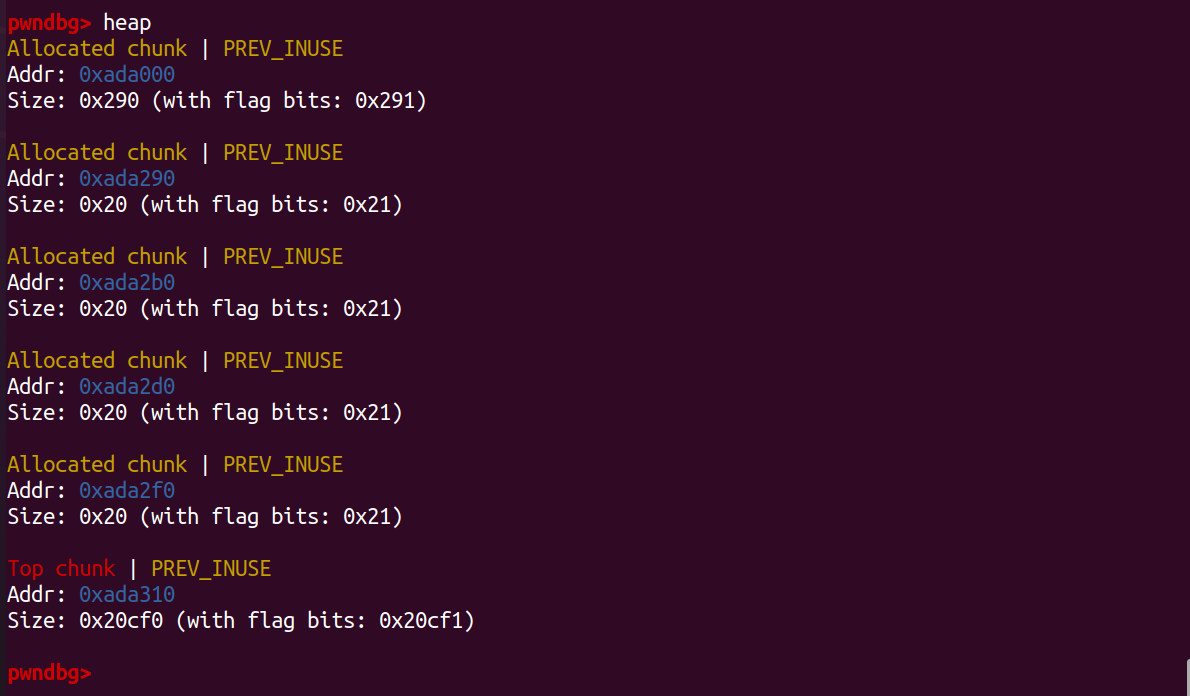 pwndbg> heap
Allocated chunk | PREV_INUSE
Addr: 0xada000
Size: 0x290 (with flag bits: 0x291)
Allocated chunk | PREV_INUSE
Addr: 0xada290
Size: 0x20 (with flag bits: 0x21)
Allocated chunk | PREV_INUSE
Addr: 0xada2b0
Size: 0x20 (with flag bits: 0x21)
Allocated chunk | PREV_INUSE
Addr: 0xada2d0
Size: 0x20 (with flag bits: 0x21)
Allocated chunk | PREV_INUSE
Addr: 0xada2f0
Size: 0x20 (with flag bits: 0x21)
Top chunk | PREV_INUSE
Addr: 0xada310
Size: 0x20cf0 (with flag bits: 0x20cf1)
pwndbg>